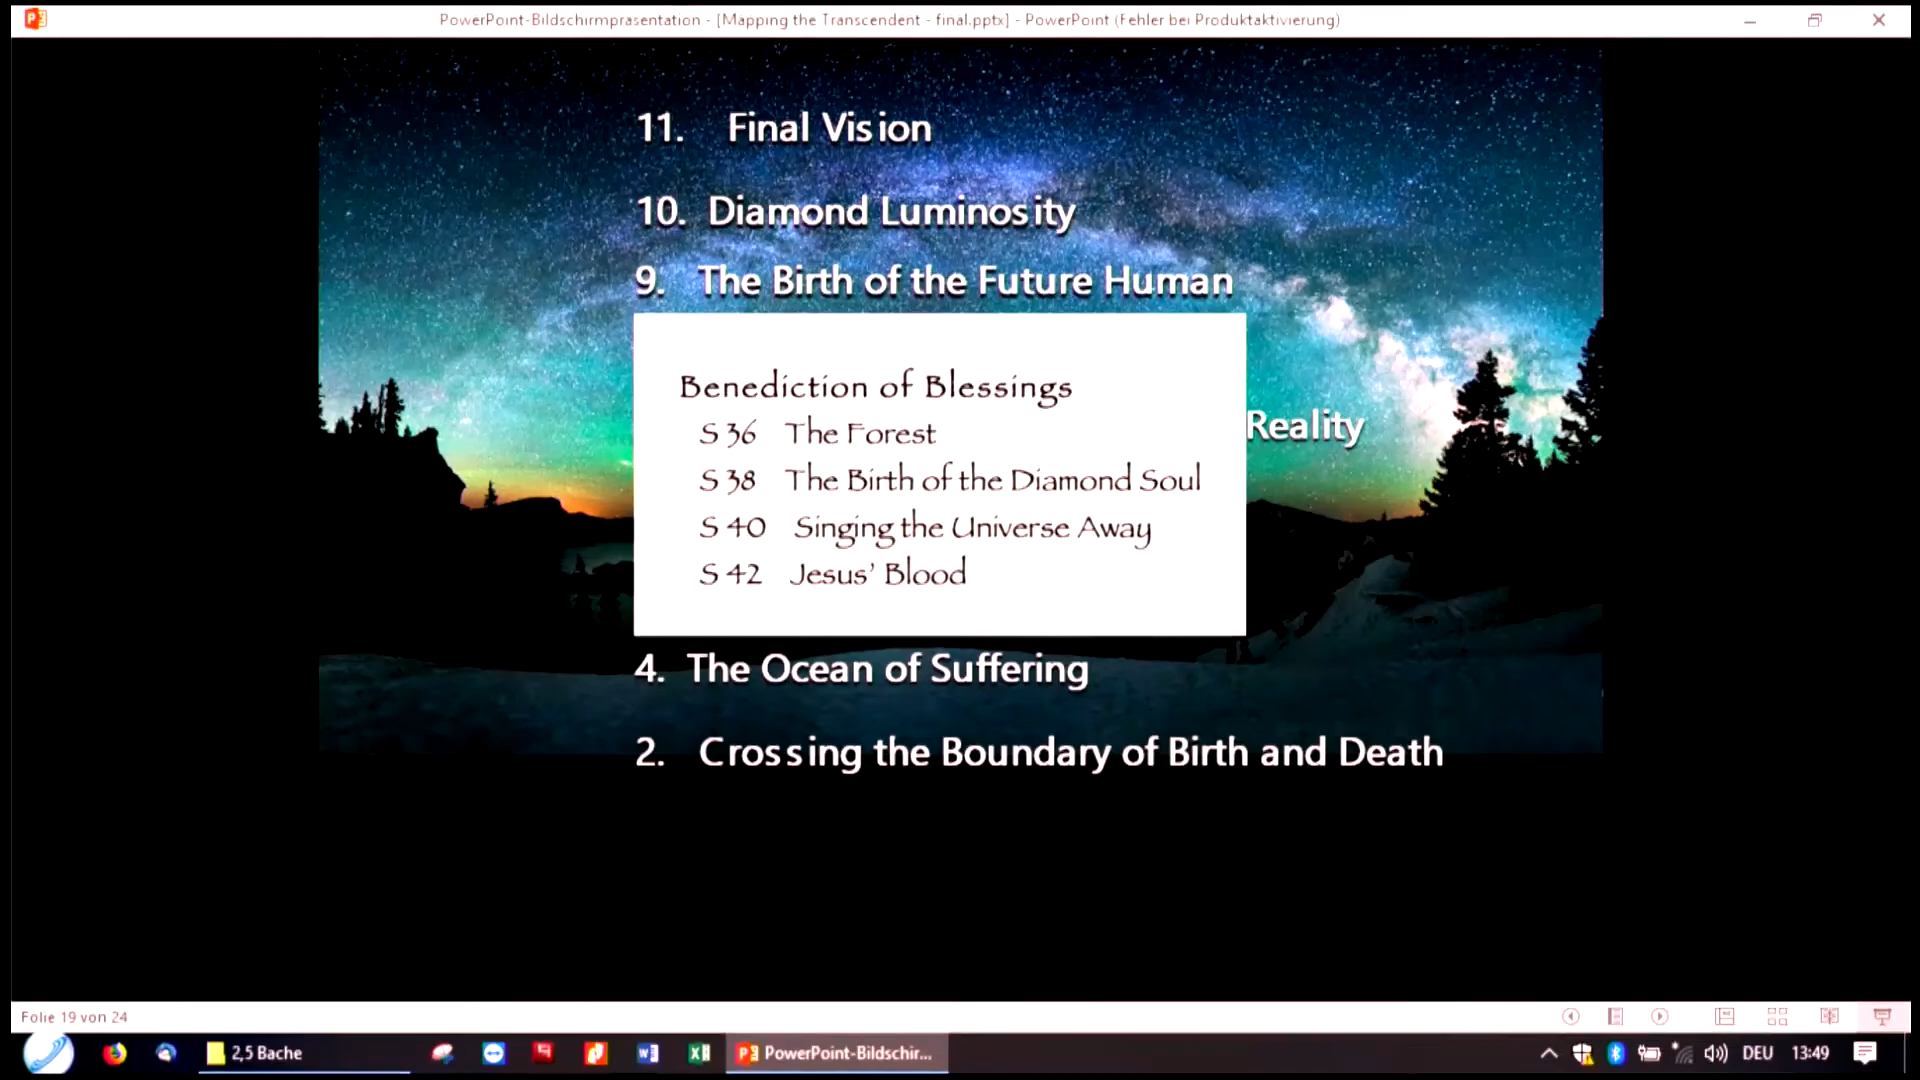 PowerPoint-Bildschirmpräsentation - [Mapping the Transcendent - final.pptx] - PowerPoint (Fehler bei Produktaktivierung)
11. Final Vision
10. Diamond Luminosity
9. The Birth of the Future Human
Reality
Benediction of Blessings
S 36 The Forest
S 38 The Birth of the Diamond Soul
S 40 Singing the Universe Away
S 42 Jesus’ Blood
4. The Ocean of Suffering
2. Crossing the Boundary of Birth and Death
Folie 19 von 24
2,5 Bache
PowerPoint-Bildschir...
DEU
13:49